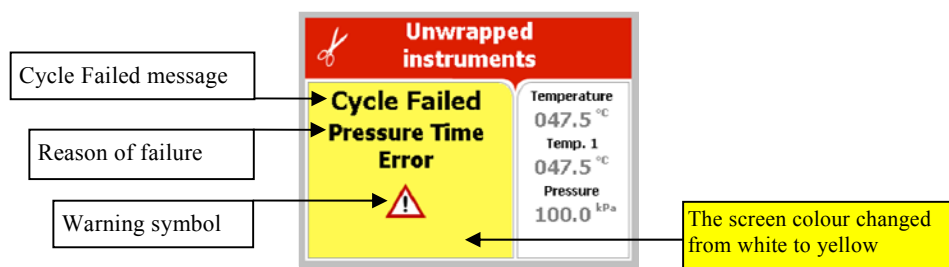 Unwrapped
instruments
Cycle Failed message
Reason of failure
Warning symbol
Cycle Failed
Pressure Time
Error
Temperature
047.5 °C
Temp. 1
047.5 °C
Pressure
100.0 kPa
The screen colour changed
from white to yellow